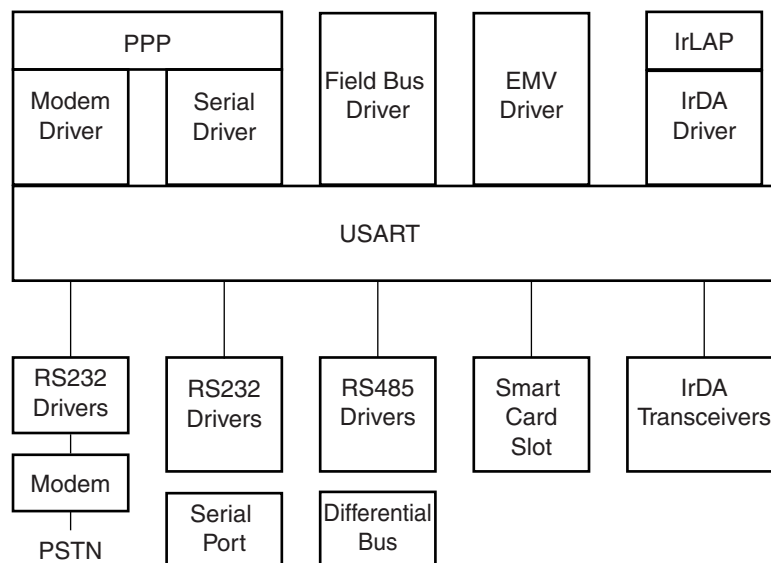 PPP
Modem
Driver
Serial
Driver
Field Bus
Driver
EMV
Driver
IrLAP
IrDA
Driver
USART
RS232
Drivers
Modem
PSTN
RS232
Drivers
Serial
Port
RS485
Drivers
Differential
Bus
Smart
Card
Slot
IrDA
Transceivers